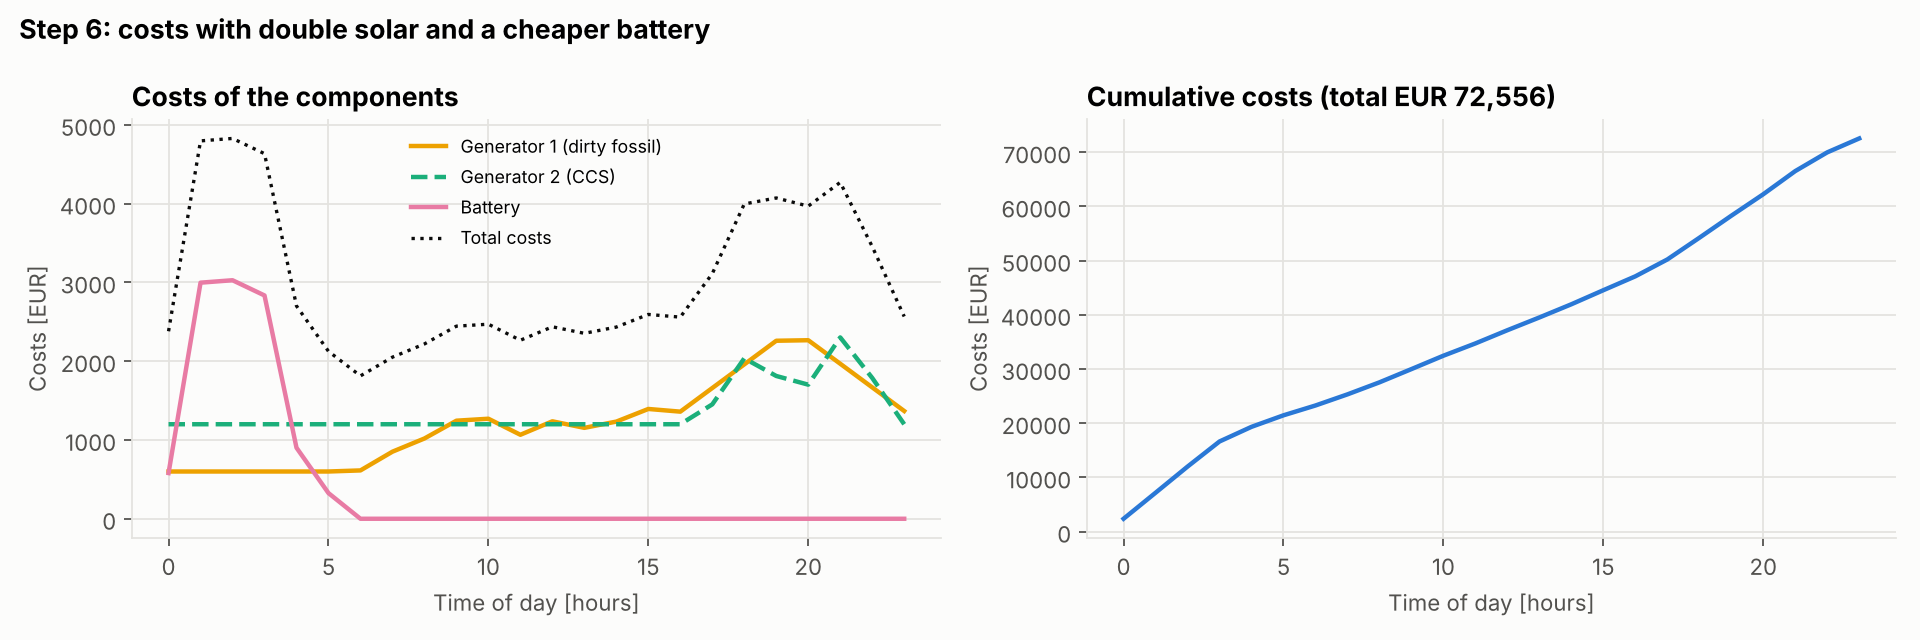 Step 6: costs with double solar and a cheaper battery
Costs of the components
5000
4000
3000
2000
1000
0
Costs [EUR]
Generator 1 (dirty fossil)
Generator 2 (CCS)
Battery
Total costs
0 5 10 15 20
Time of day [hours]
Cumulative costs (total EUR 72,556)
70000
60000
50000
40000
30000
20000
10000
0
Costs [EUR]
0 5 10 15 20
Time of day [hours]